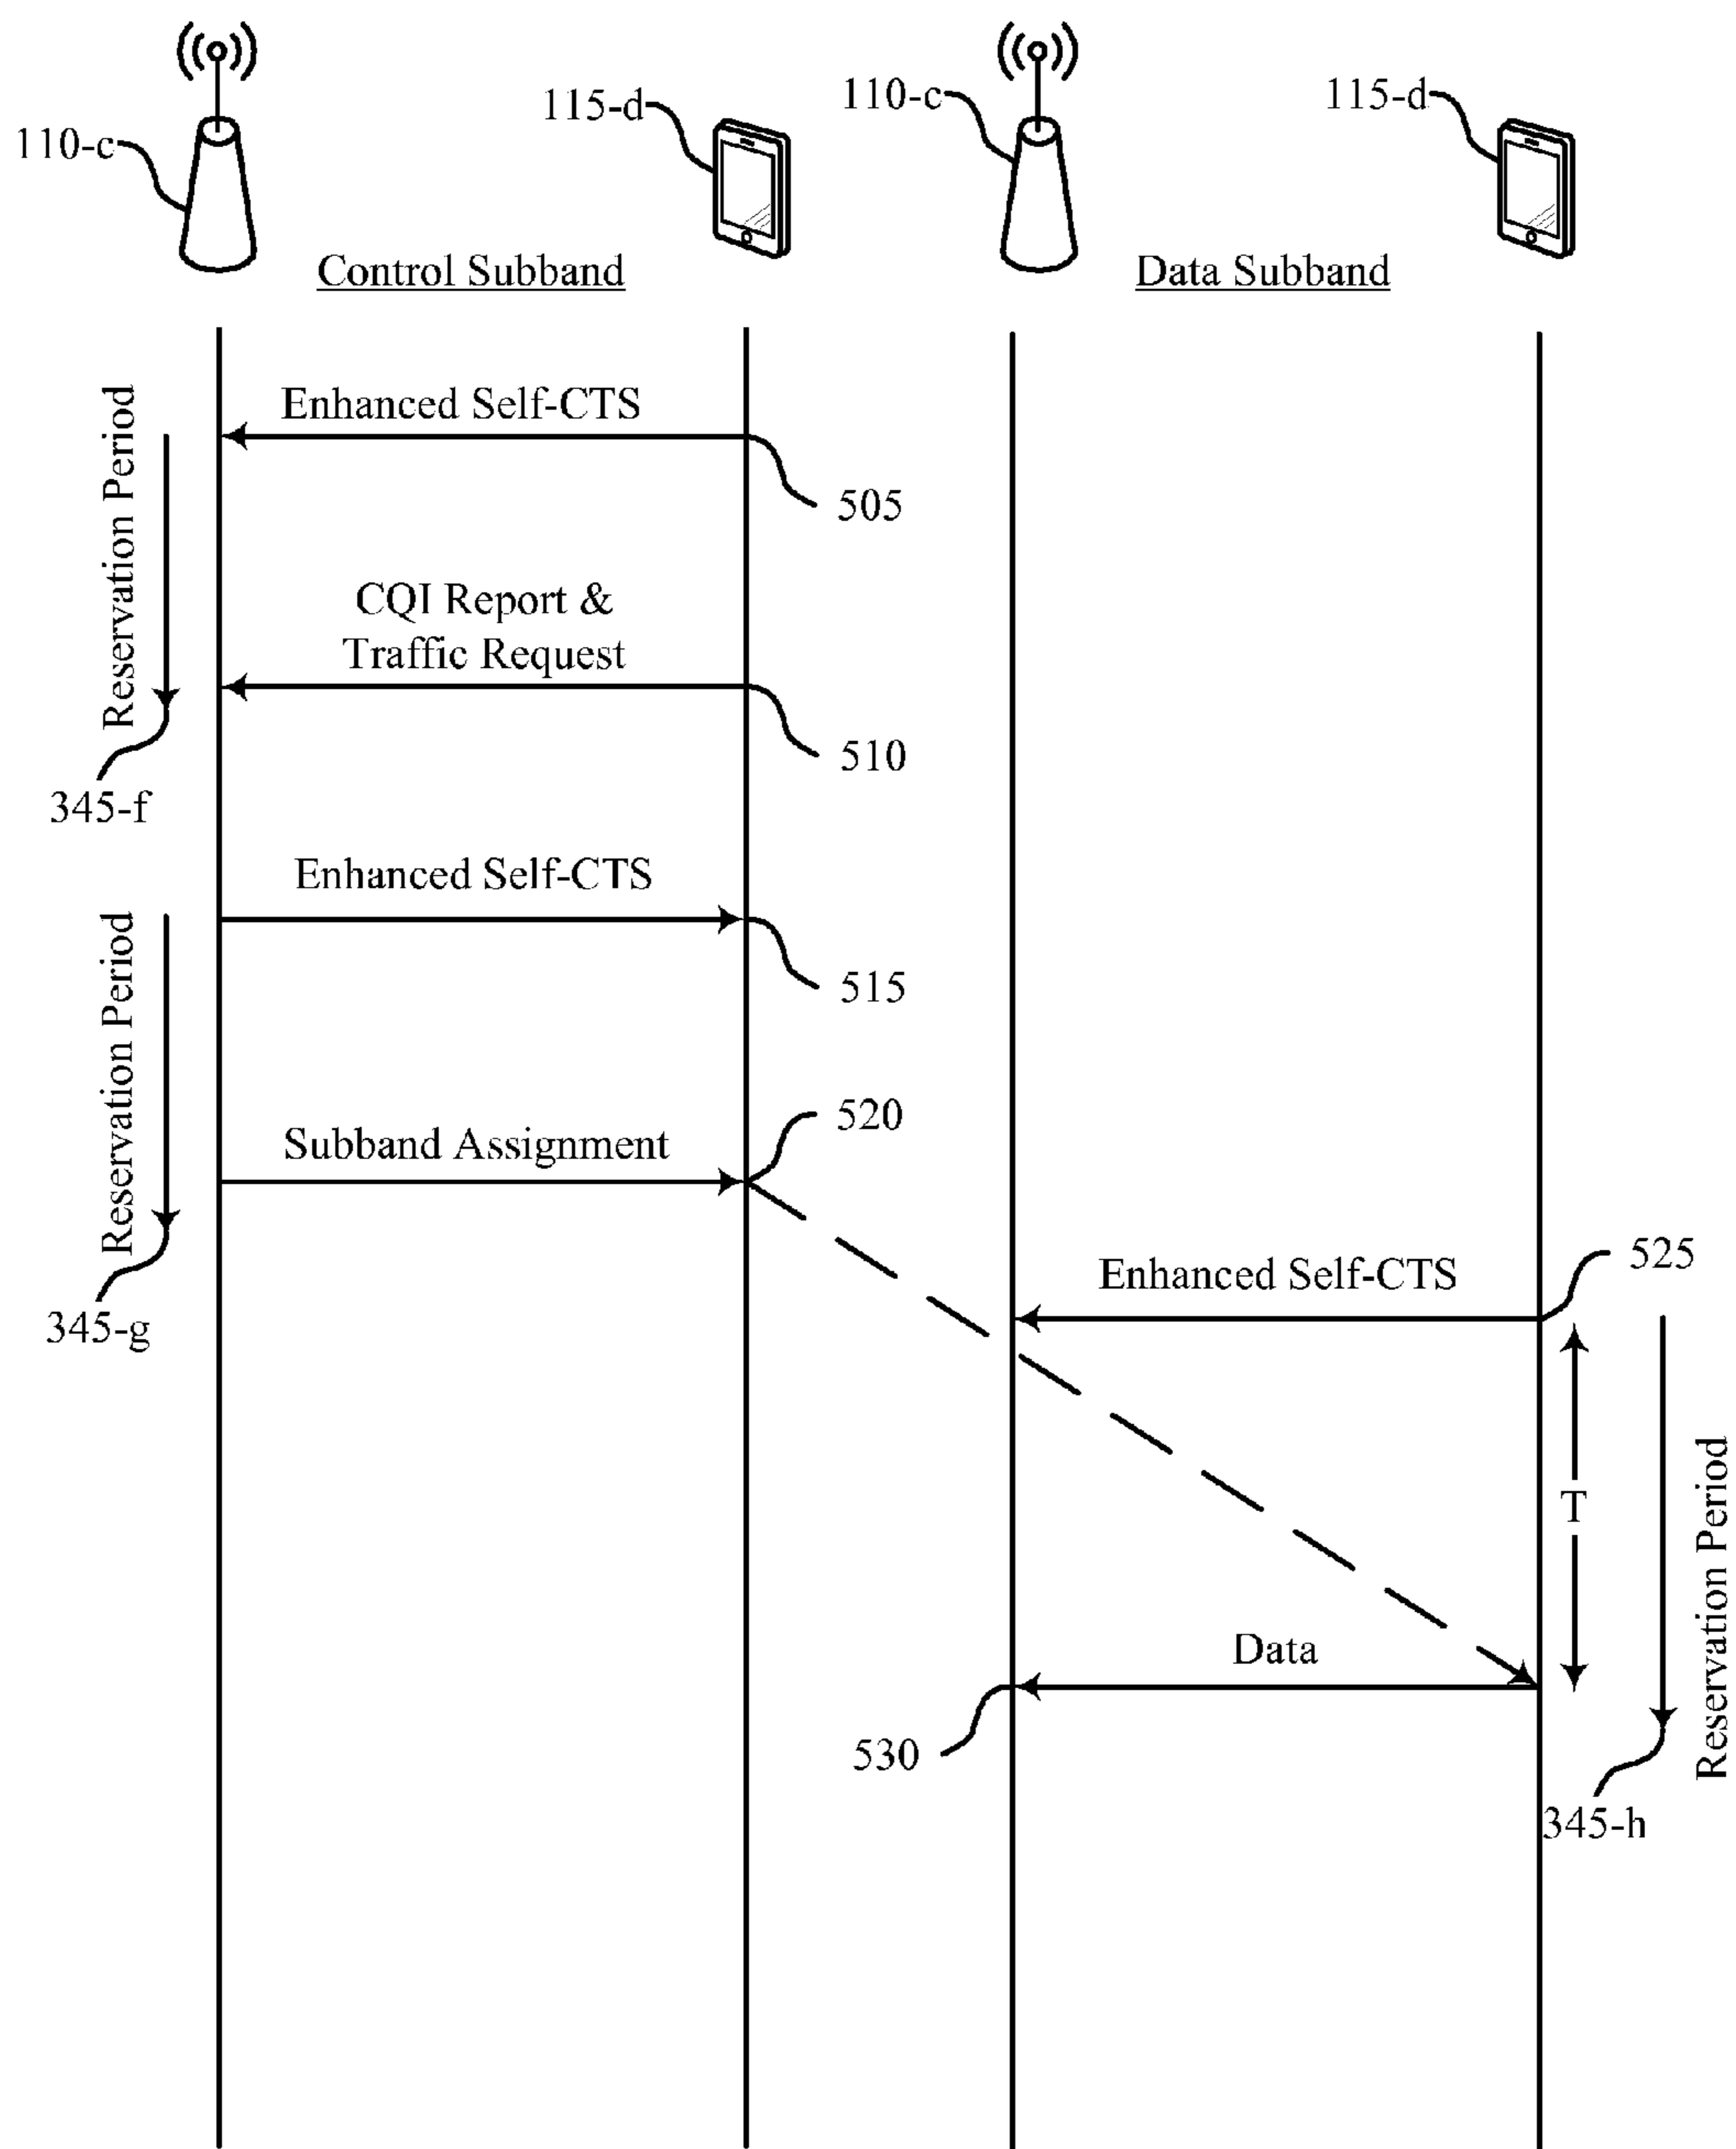 110-c
115-d
110-c
115-d
Control Subband
Data Subband
Reservation Period
Enhanced Self-CTS
505
CQI Report &
Traffic Request
510
345-f
Enhanced Self-CTS
Reservation Period
515
520
Subband Assignment
345-g
525
Enhanced Self-CTS
T
Reservation Period
Data
530
345-h